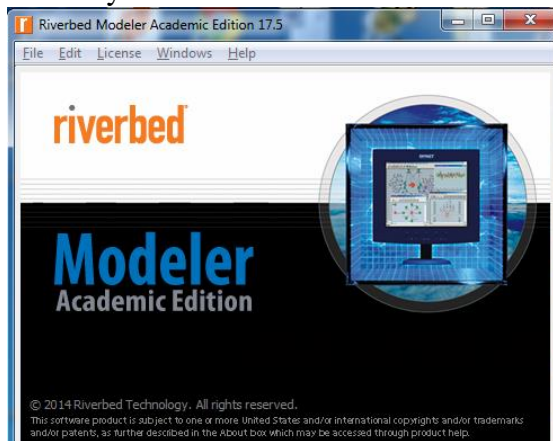 Riverbed Modeler Academic Edition 17.5
File Edit License Windows Help
riverbed
Modeler
Academic Edition
© 2014 Riverbed Technology. All rights reserved.
This software product is subject to one or more United States and/or international copyrights and/or trademarks
and/or patents, as further described in the About box which may be accessed through product help.